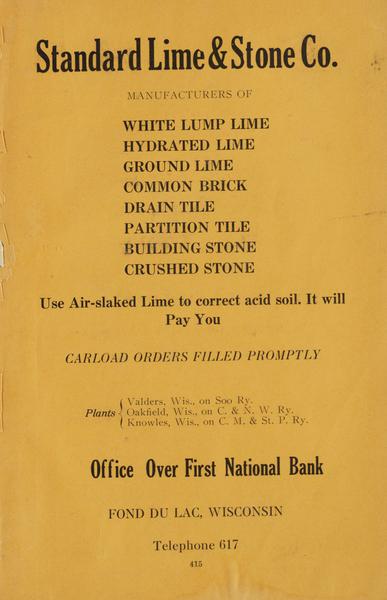 Standard Lime & Stone Co.
MANUFACTURERS OF
WHITE LUMP LIME
HYDRATED LIME
GROUND LIME
COMMON BRICK
DRAIN TILE
PARTITION TILE
BUILDING STONE
CRUSHED STONE
Use Air-slaked Lime to correct acid soil. It will
Pay You
CARLOAD ORDERS FILLED PROMPTLY
Plants { Valders, Wis., on Soo Ry.
Oakfield, Wis., on C. & N. W. Ry.
Knowles, Wis., on C. M. & St. P. Ry.
Office Over First National Bank
FOND DU LAC, WISCONSIN
Telephone 617
415